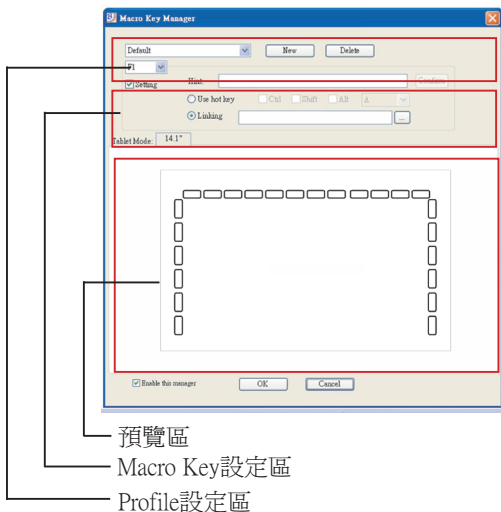 Macro Key Manager
Default New Delete
F1
Setting Hint: Confirm
Use hot key Ctrl Shift Alt A
Linking ...
Tablet Mode: 14.1"
Enable this manager OK Cancel
預覽區
Macro Key設定區
Profile設定區